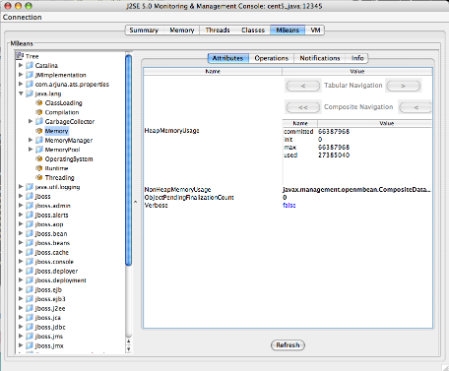 J2SE 5.0 Monitoring & Management Console: cent5_java:12345
Connection
Summary Memory Threads Classes MBeans VM
MBeans
Tree
Catalina
JMImplementation
com.arjuna.ats.properties
java.lang
ClassLoading
Compilation
GarbageCollector
Memory
MemoryManager
MemoryPool
OperatingSystem
Runtime
Threading
java.util.logging
jboss
jboss.admin
jboss.alerts
jboss.aop
jboss.bean
jboss.beans
jboss.cache
jboss.console
jboss.deployer
jboss.deployment
jboss.ejb
jboss.ejb3
jboss.j2ee
jboss.jca
jboss.jdbc
jboss.jms
jboss.jmx
Attributes Operations Notifications Info
Name Value
< Tabular Navigation >
<< Composite Navigation <
HeapMemoryUsage
Name Value
committed 66387968
init 0
max 66387968
used 27385040
NonHeapMemoryUsage javax.management.openmbean.CompositeData...
ObjectPendingFinalizationCount 0
Verbose false
Refresh